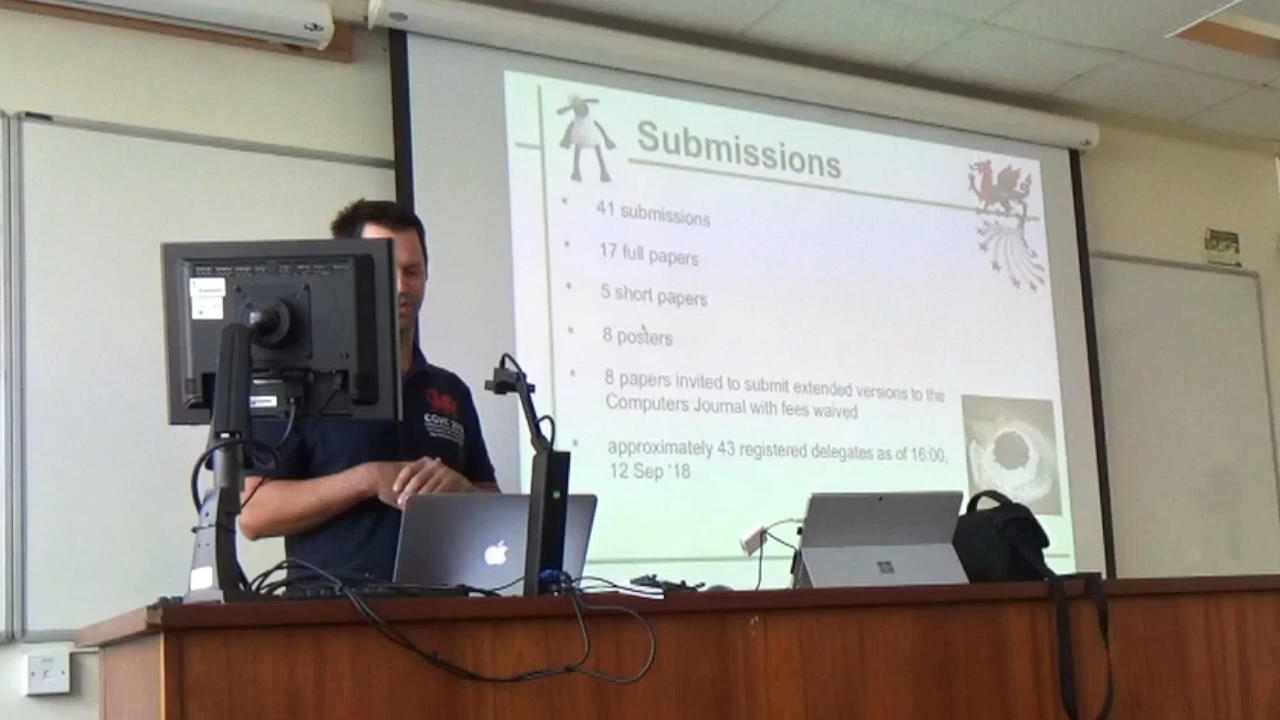 Submissions
41 submissions
17 full papers
5 short papers
8 posters
8 papers invited to submit extended versions to the
Computers Journal with fees waived
approximately 43 registered delegates as of 16:00,
12 Sep '18